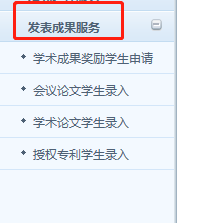 发表成果服务
学术成果奖励学生申请
会议论文学生录入
学术论文学生录入
授权专利学生录入